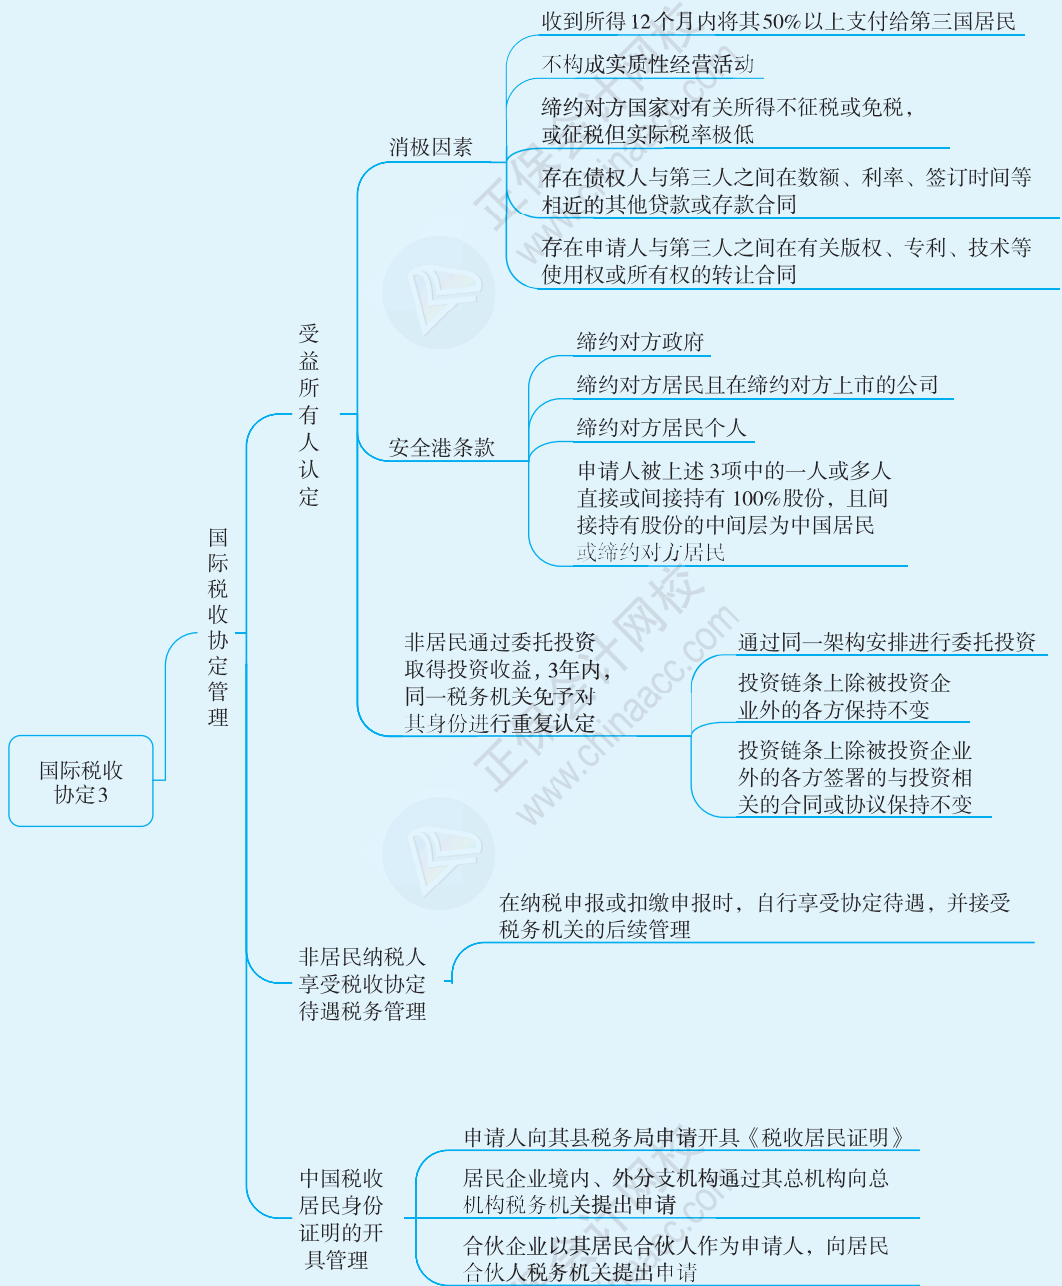 国际税收
协定3
国际税收协定管理
受益所有人认定
消极因素
收到所得12个月内将其50%以上支付给第三国居民
不构成实质性经营活动
缔约对方国家对有关所得不征税或免税，
或征税但实际税率极低
存在债权人与第三人之间在数额、利率、签订时间等
相近的其他贷款或存款合同
存在申请人与第三人之间在有关版权、专利、技术等
使用权或所有权的转让合同
安全港条款
缔约对方政府
缔约对方居民且在缔约对方上市的公司
缔约对方居民个人
申请人被上述3项中的一人或多人
直接或间接持有100%股份，且间
接持有股份的中间层为中国居民
或缔约对方居民
非居民通过委托投资
取得投资收益，3年内，
同一税务机关免予对
其身份进行重复认定
通过同一架构安排进行委托投资
投资链条上除被投资企
业外的各方保持不变
投资链条上除被投资企业
外的各方签署的与投资相
关的合同或协议保持不变
非居民纳税人
享受税收协定
待遇税务管理
在纳税申报或扣缴申报时，自行享受协定待遇，并接受
税务机关的后续管理
中国税收
居民身份
证明的开
具管理
申请人向其县税务局申请开具《税收居民证明》
居民企业境内、外分支机构通过其总机构向总
机构税务机关提出申请
合伙企业以其居民合伙人作为申请人，向居民
合伙人税务机关提出申请
正保会计网校
www.chinaacc.com
正保会计网校
www.chinaacc.com
会计网校